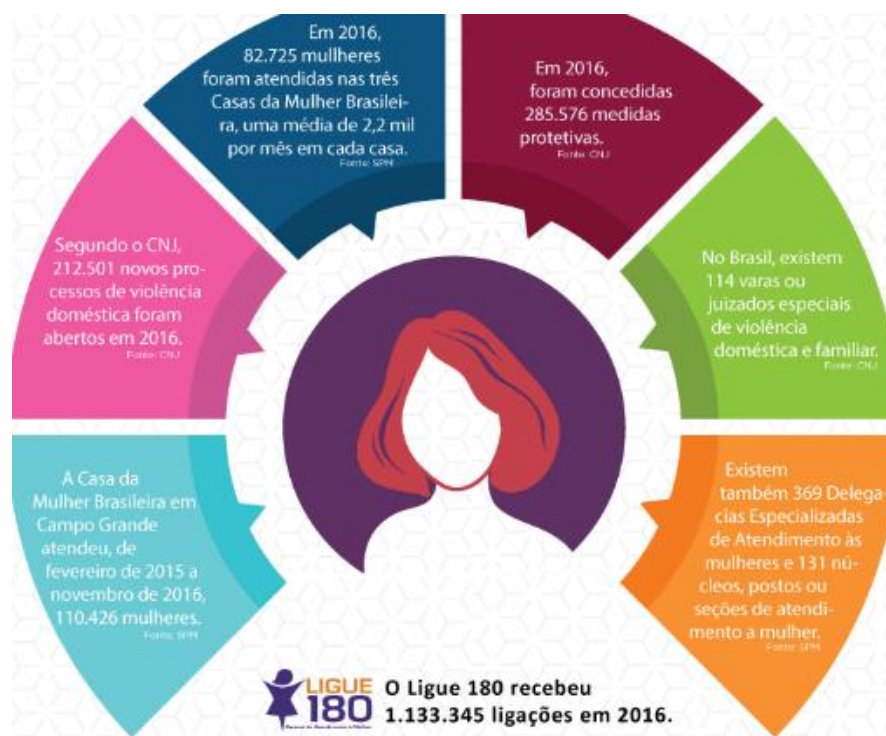 Em 2016,
82.725 mullheres
foram atendidas nas três
Casas da Mulher Brasilei-
ra, uma média de 2,2 mil
por mês em cada casa.
Fonte: SPM
Em 2016,
foram concedidas
285.576 medidas
protetivas.
Fonte: CNJ
Segundo o CNJ,
212.501 novos pro-
cessos de violência
doméstica foram
abertos em 2016.
Fonte: CNJ
No Brasil, existem
114 varas ou
juizados especiais
de violência
doméstica e familiar.
Fonte: CNJ
A Casa da
Mulher Brasileira em
Campo Grande
atendeu, de
fevereiro de 2015 a
novembro de 2016,
110.426 mulheres.
Fonte: SPM
Existem
também 369 Delega
cias Especializadas
de Atendimento às
mulheres e 131 nú-
cleos, postos ou
seções de atendi-
mento a mulher.
Fonte: SPM
LIGUE
180
O Ligue 180 recebeu
1.133.345 ligações em 2016.